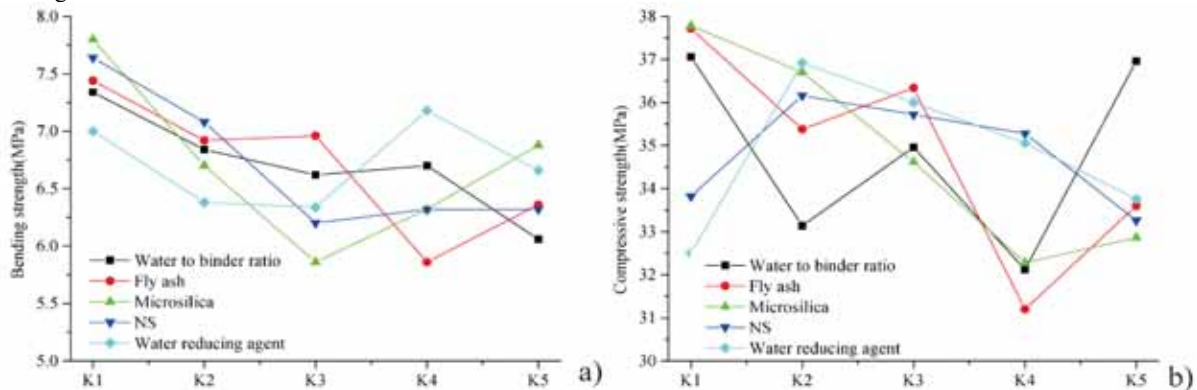 8.0
7.5
7.0
6.5
6.0
5.5
5.0
Bending strength(MPa)
Water to binder ratio
Fly ash
Microsilica
NS
Water reducing agent
K1 K2 K3 K4 K5
a)
38
37
36
35
34
33
32
31
30
Compressive strength(MPa)
Water to binder ratio
Fly ash
Microsilica
NS
Water reducing agent
K1 K2 K3 K4 K5
b)